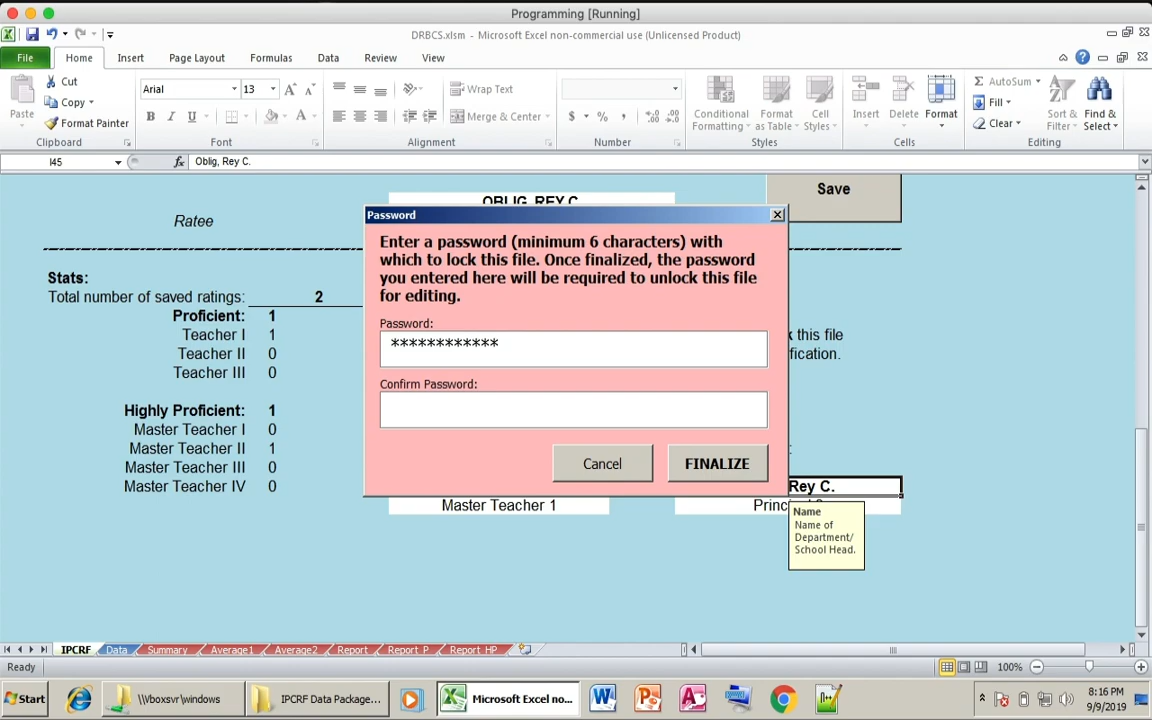 Programming [Running]
DRBCS.xlsm - Microsoft Excel non-commercial use (Unlicensed Product)
File Home Insert Page Layout Formulas Data Review View
Paste
Cut
Copy
Format Painter
Clipboard
Arial 13
B I U
Font
Alignment
Wrap Text
Merge & Center
$ % ,
Number
Conditional Formatting
Format as Table
Cell Styles
Styles
Insert Delete Format
Cells
Σ AutoSum
Fill
Clear
Sort & Filter
Find & Select
Editing
I45 fx Oblig, Rey C.
OBLIG, REY C.
Save
Ratee
Stats:
Total number of saved ratings: 2
Proficient: 1
Teacher I 1
Teacher II 0
Teacher III 0
Highly Proficient: 1
Master Teacher I 0
Master Teacher II 1
Master Teacher III 0
Master Teacher IV 0
Password
Enter a password (minimum 6 characters) with
which to lock this file. Once finalized, the password
you entered here will be required to unlock this file
for editing.
Password:
************
Confirm Password:
Cancel FINALIZE
this file
ification.
Rey C.
Master Teacher 1
Name
Name of
Department/
School Head.
IPCRF Data Summary Average1 Average2 Report Report P Report HP
Ready 100%
Start \\Vboxsvr\windows IPCRF Data Package... Microsoft Excel no...
8:16 PM
9/9/2019